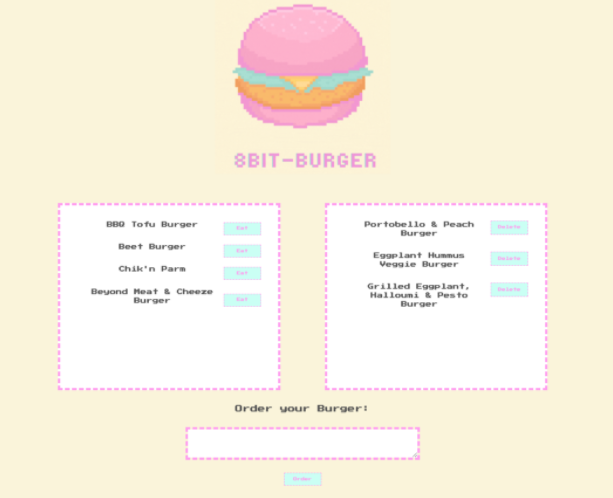 8BIT-BURGER
BBQ Tofu Burger
Eat
Beet Burger
Eat
Chik'n Parm
Eat
Beyond Meat & Cheeze
Burger
Eat
Portobello & Peach
Burger
Delete
Eggplant Hummus
Veggie Burger
Delete
Grilled Eggplant,
Halloumi & Pesto
Burger
Delete
Order your Burger:
Order